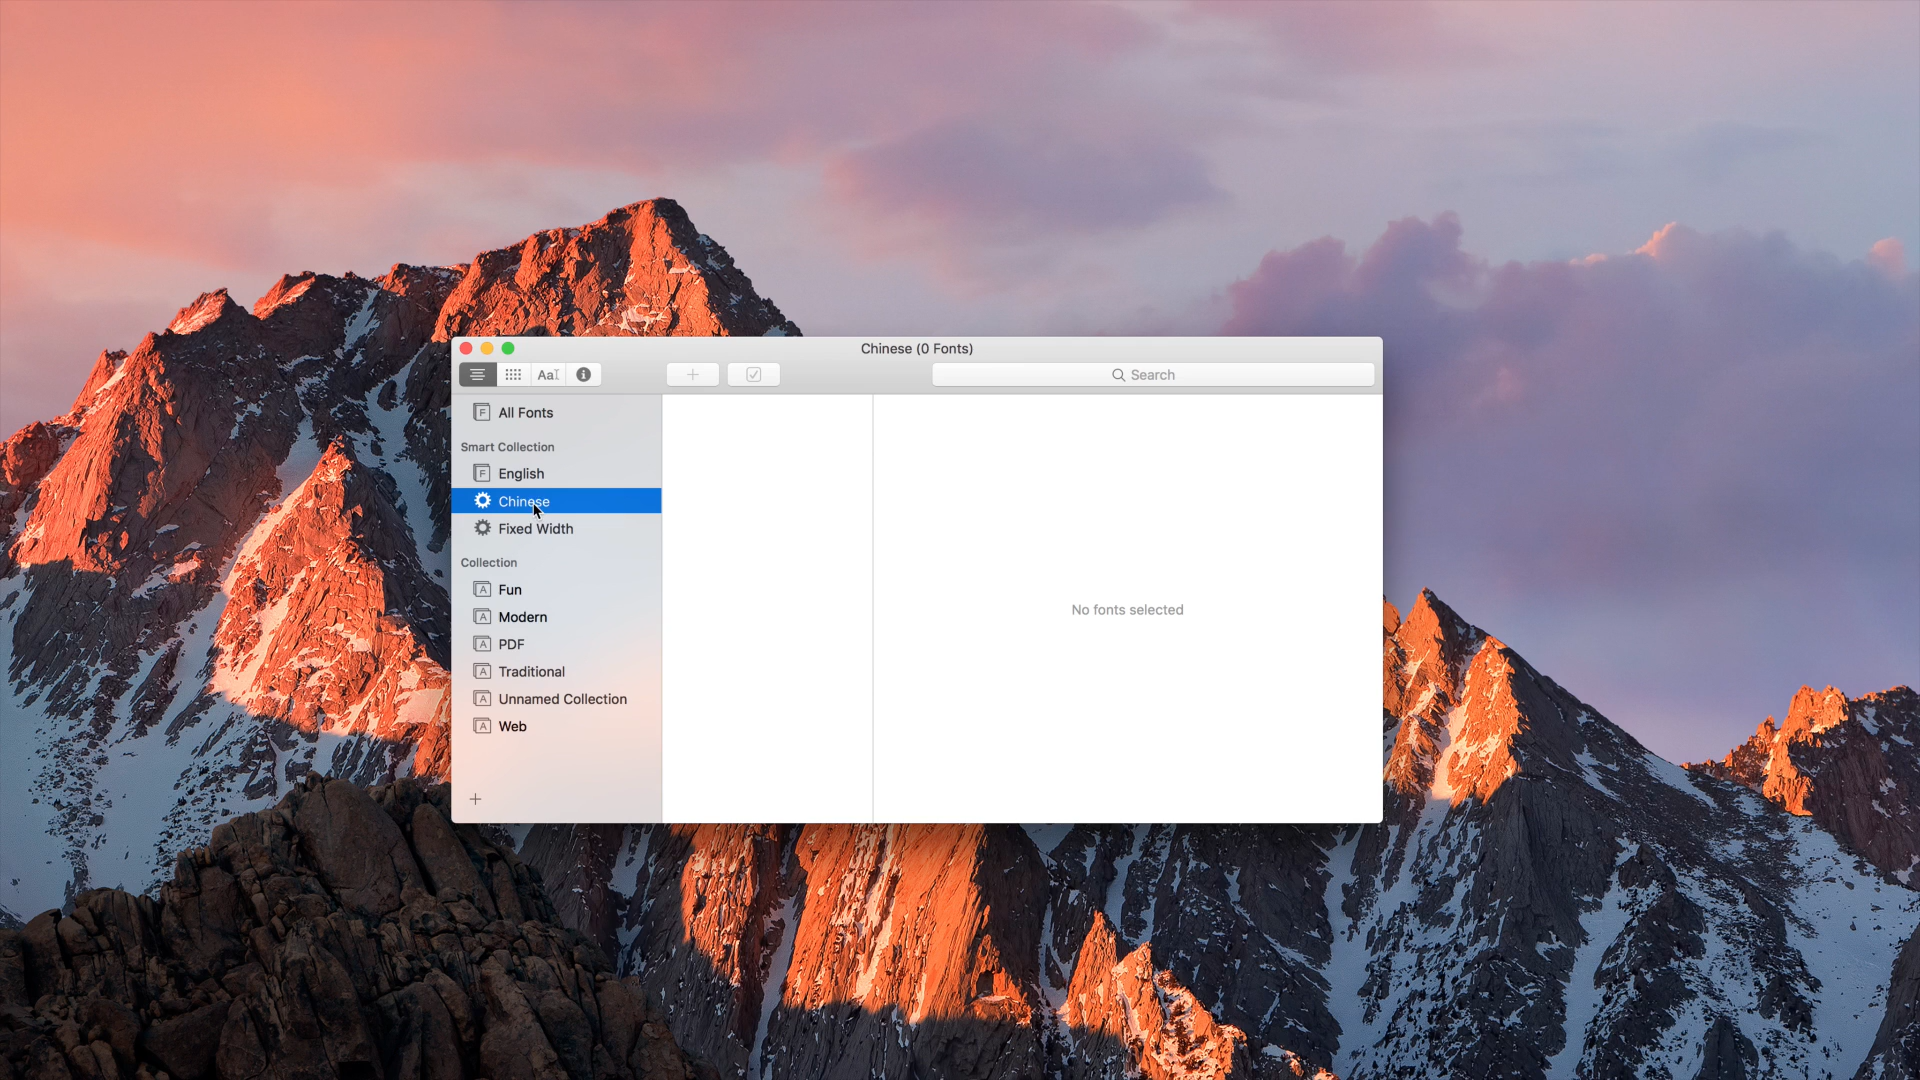 Chinese (0 Fonts)
AaI
Search
All Fonts
Smart Collection
English
Chinese
Fixed Width
Collection
Fun
Modern
PDF
Traditional
Unnamed Collection
Web
No fonts selected